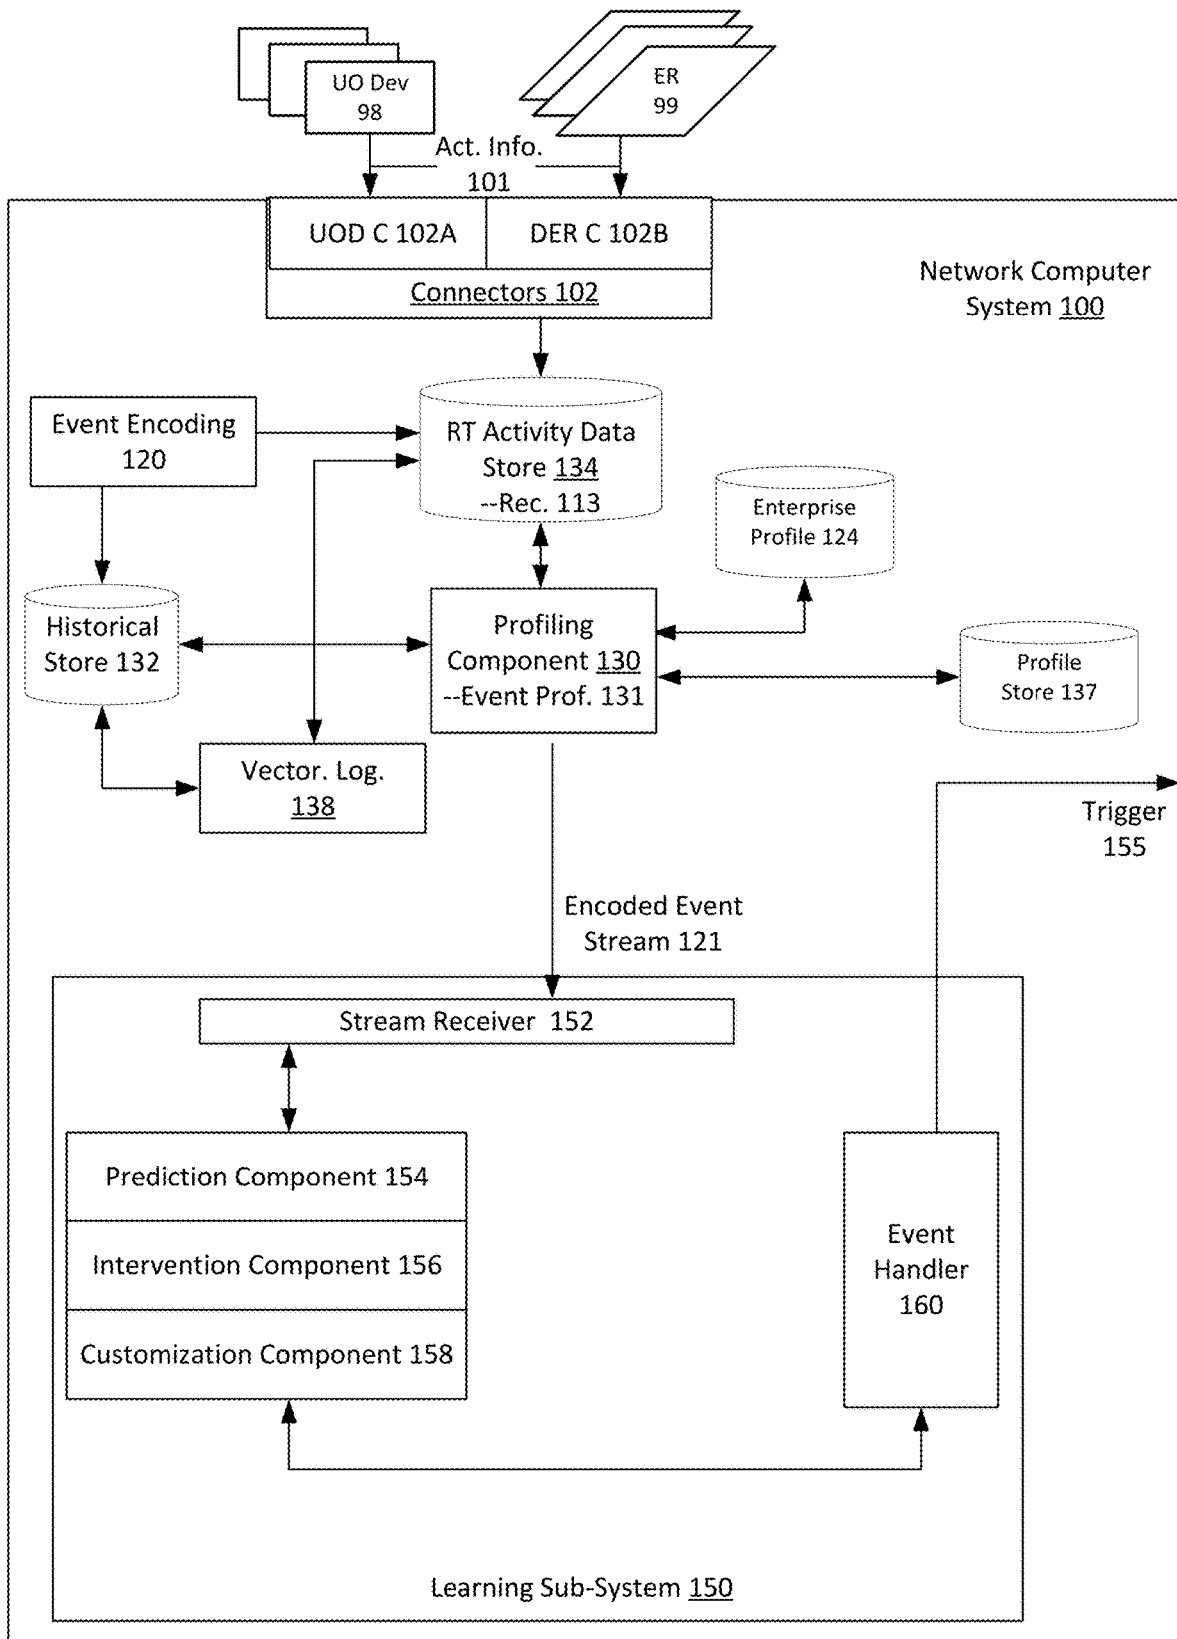 UO Dev
98
ER
99
Act. Info.
101
UOD C 102A
DER C 102B
Connectors 102
Network Computer
System 100
Event Encoding
120
RT Activity Data
Store 134
--Rec. 113
Enterprise
Profile 124
Historical
Store 132
Profiling
Component 130
--Event Prof. 131
Profile
Store 137
Vector. Log.
138
Trigger
155
Encoded Event
Stream 121
Stream Receiver 152
Prediction Component 154
Intervention Component 156
Customization Component 158
Event
Handler
160
Learning Sub-System 150